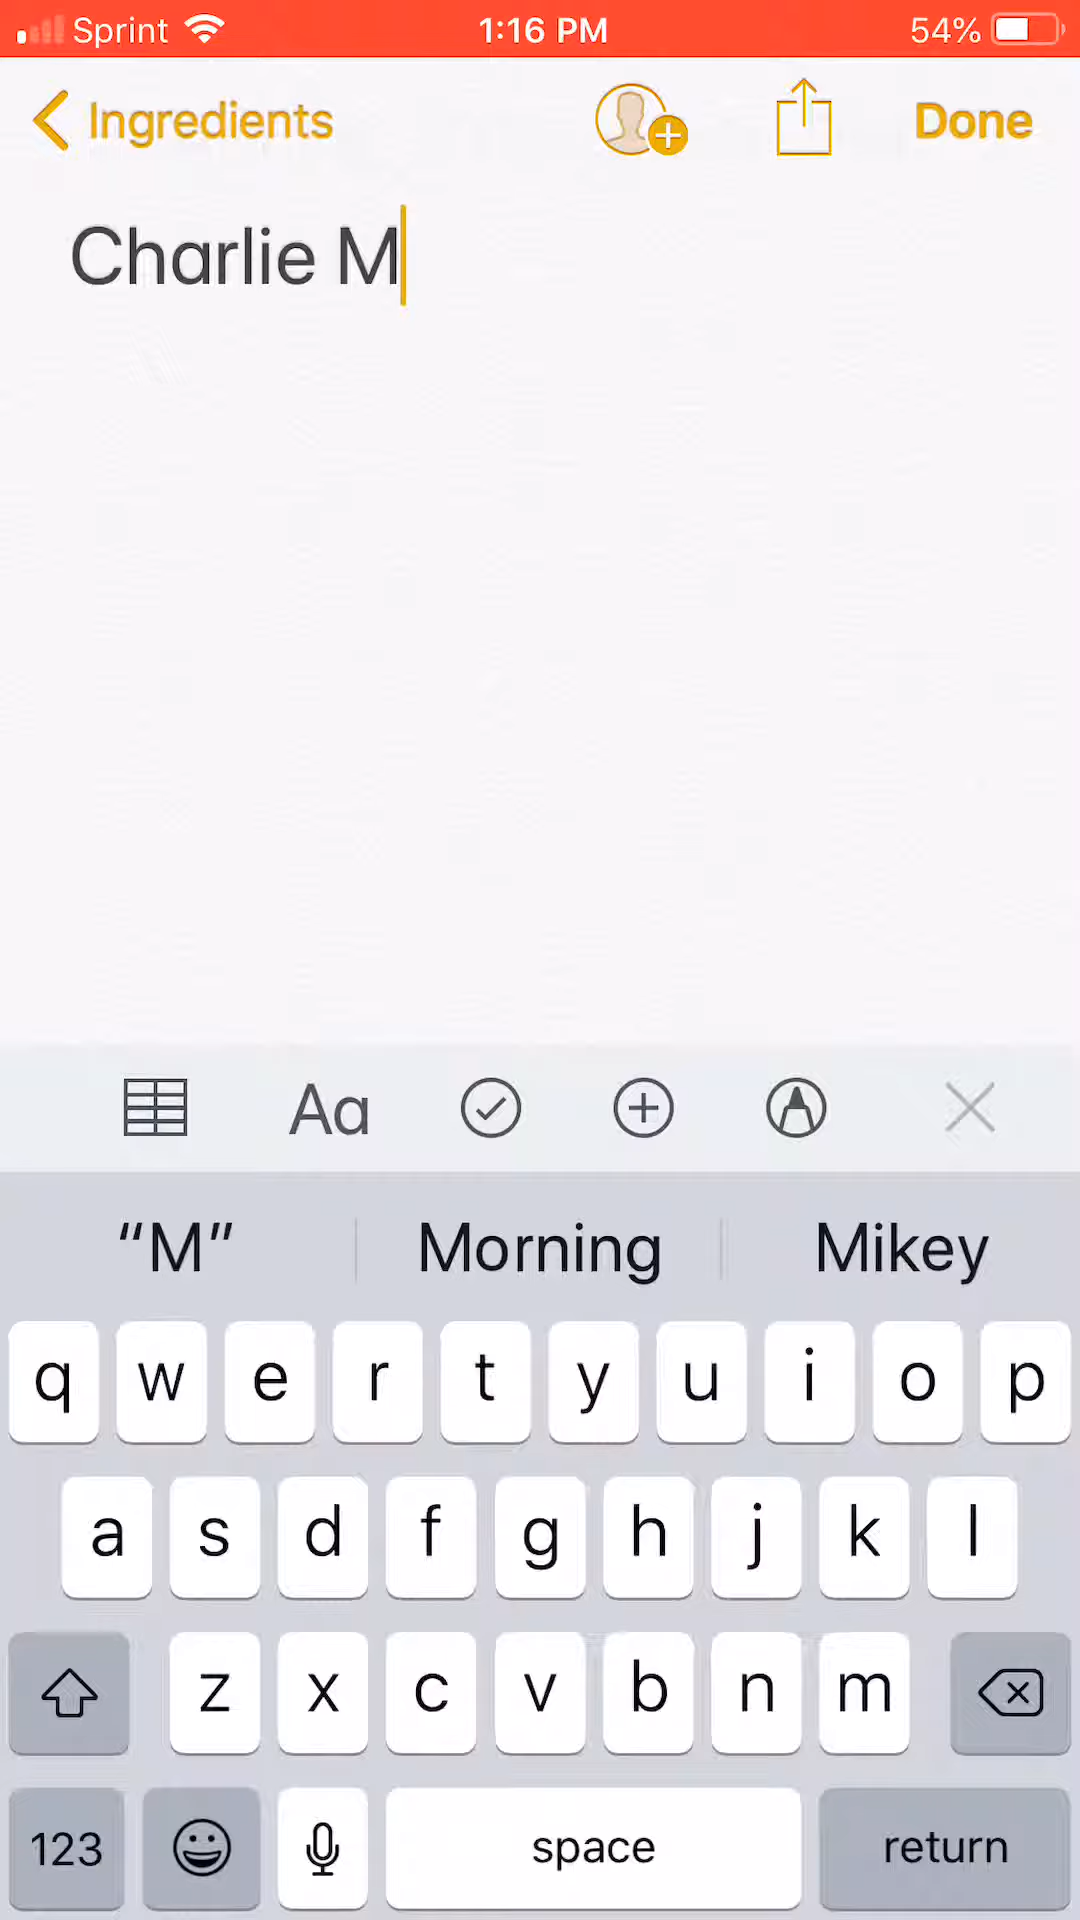 Sprint 1:16 PM 54%
Ingredients Done
Charlie M
Aa
“M” Morning Mikey
q w e r t y u i o p
a s d f g h j k l
z x c v b n m
123 space return